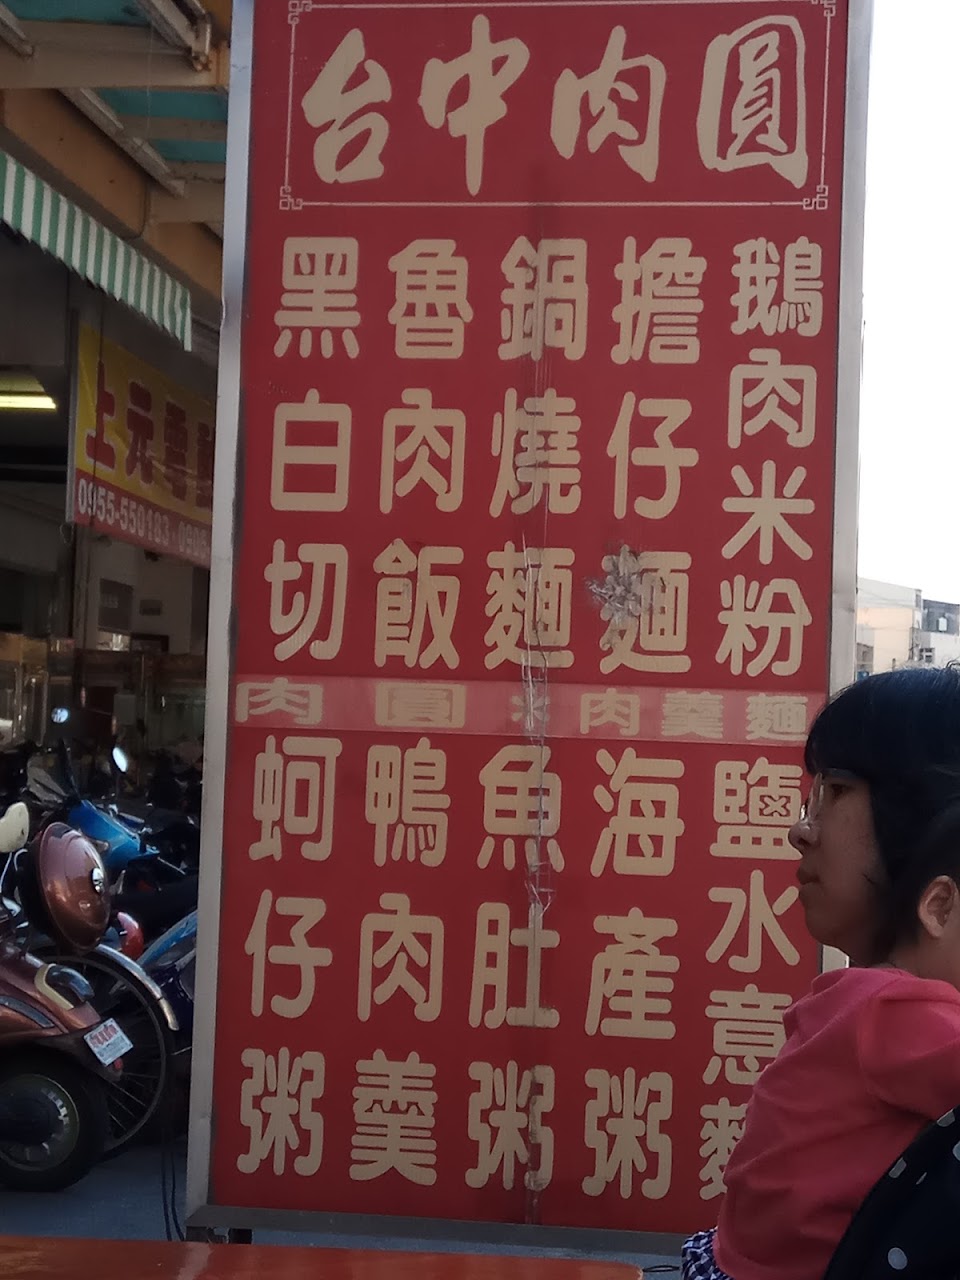 台中肉圓
鵝肉米粉
擔仔麵
鍋燒麵
魯肉飯
黑白切
肉圓
肉羹麵
鹽水意麵
海產粥
魚肚粥
鴨肉羹
蚵仔粥
上元
0955-550183